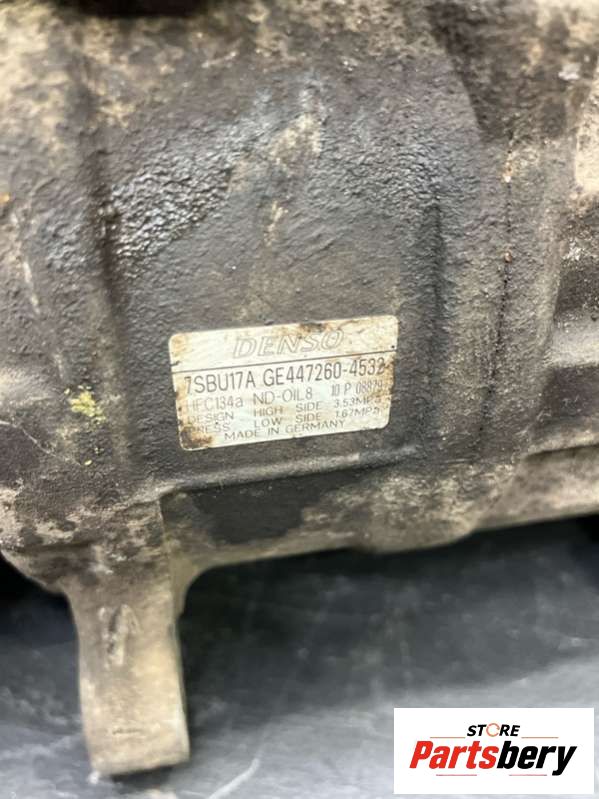 DENSO
7SBU17A GE447260-4532
HFC134a ND-OIL8 10 P 08879
DESIGN HIGH SIDE 3.53MPa
PRESS LOW SIDE 1.67MPa
MADE IN GERMANY
STORE
Partsbery